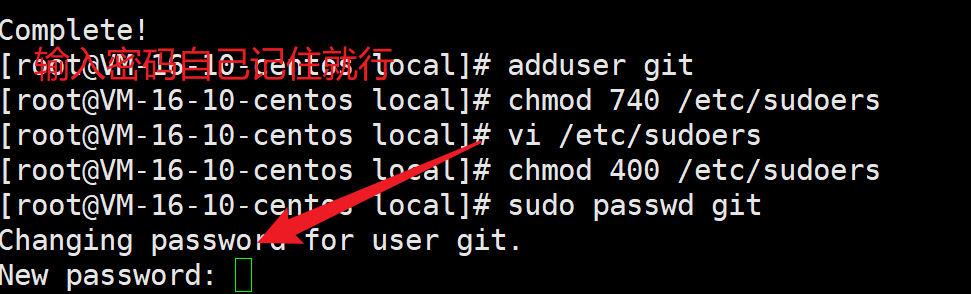 Complete!
输入密码自己记住就行
[root@VM-16-10-centos local]# adduser git
[root@VM-16-10-centos local]# chmod 740 /etc/sudoers
[root@VM-16-10-centos local]# vi /etc/sudoers
[root@VM-16-10-centos local]# chmod 400 /etc/sudoers
[root@VM-16-10-centos local]# sudo passwd git
Changing password for user git.
New password: